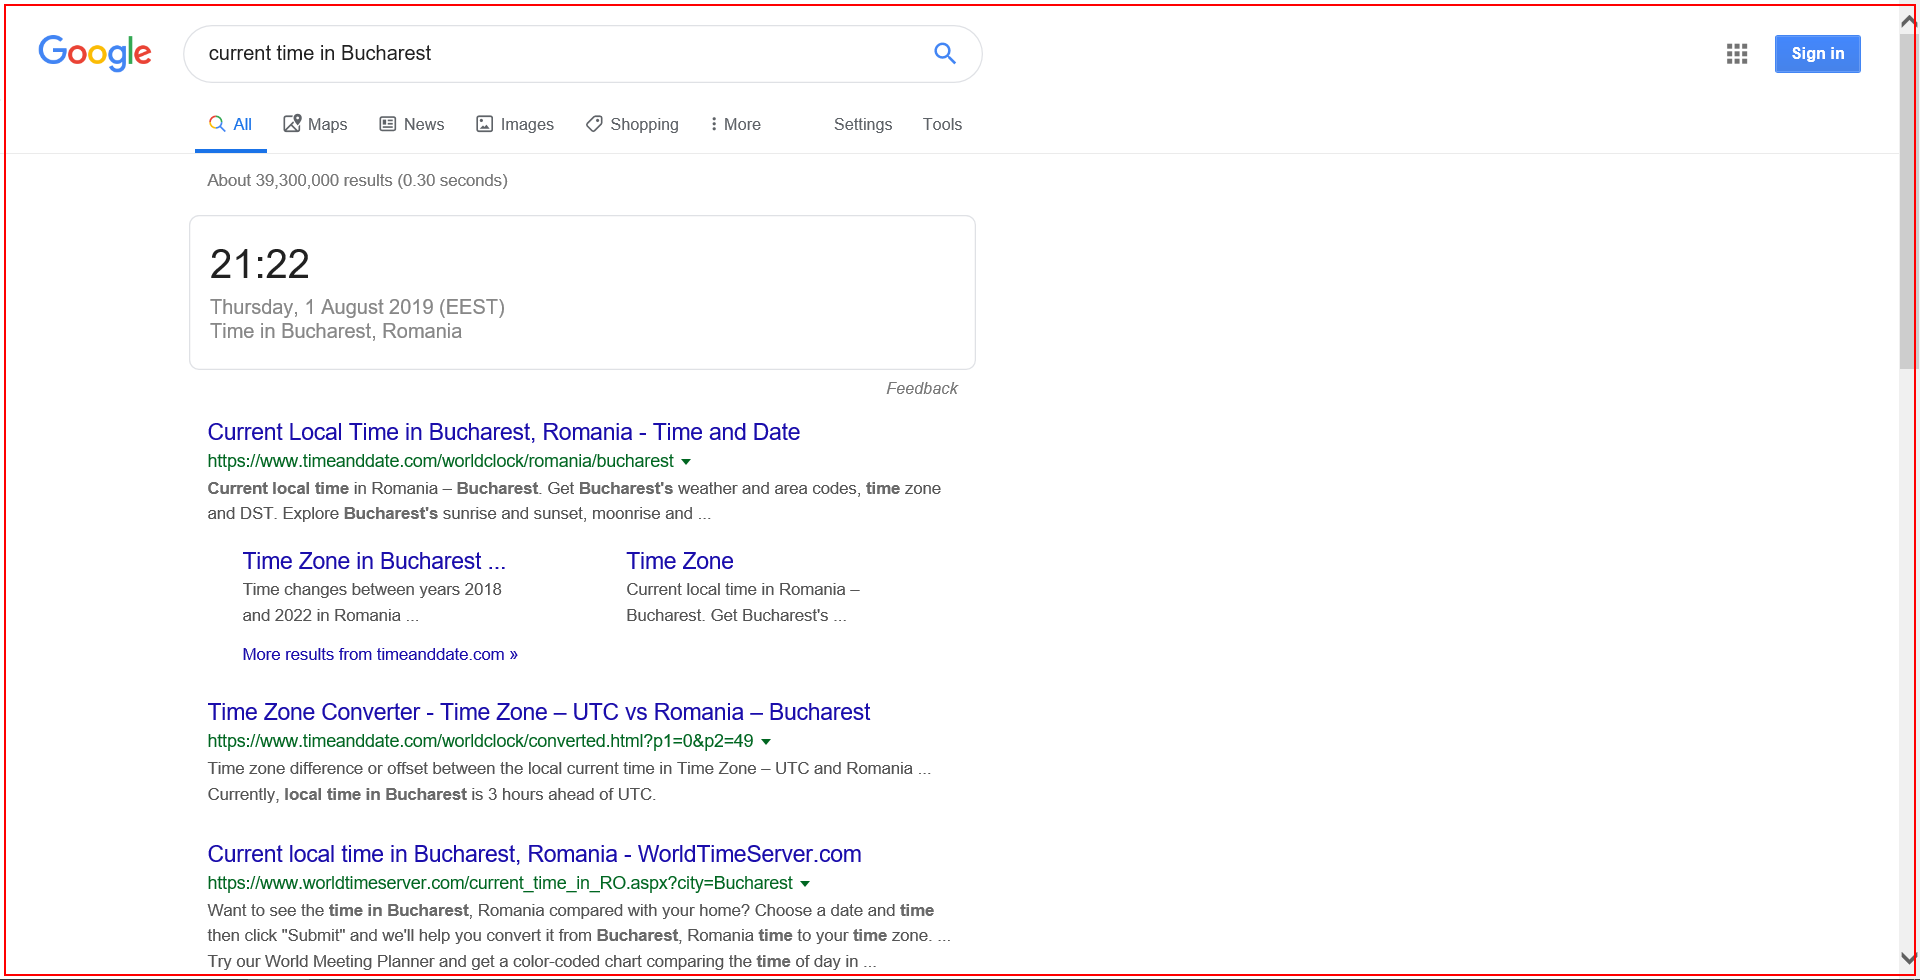 Google
current time in Bucharest
Sign in
All Maps News Images Shopping More Settings Tools
About 39,300,000 results (0.30 seconds)
21:22
Thursday, 1 August 2019 (EEST)
Time in Bucharest, Romania
Feedback
Current Local Time in Bucharest, Romania - Time and Date
https://www.timeanddate.com/worldclock/romania/bucharest
Current local time in Romania – Bucharest. Get Bucharest's weather and area codes, time zone
and DST. Explore Bucharest's sunrise and sunset, moonrise and ...
Time Zone in Bucharest ...
Time changes between years 2018
and 2022 in Romania ...
Time Zone
Current local time in Romania –
Bucharest. Get Bucharest's ...
More results from timeanddate.com »
Time Zone Converter - Time Zone – UTC vs Romania – Bucharest
https://www.timeanddate.com/worldclock/converted.html?p1=0&p2=49
Time zone difference or offset between the local current time in Time Zone – UTC and Romania ...
Currently, local time in Bucharest is 3 hours ahead of UTC.
Current local time in Bucharest, Romania - WorldTimeServer.com
https://www.worldtimeserver.com/current_time_in_RO.aspx?city=Bucharest
Want to see the time in Bucharest, Romania compared with your home? Choose a date and time
then click "Submit" and we'll help you convert it from Bucharest, Romania time to your time zone. ...
Try our World Meeting Planner and get a color-coded chart comparing the time of day in ...